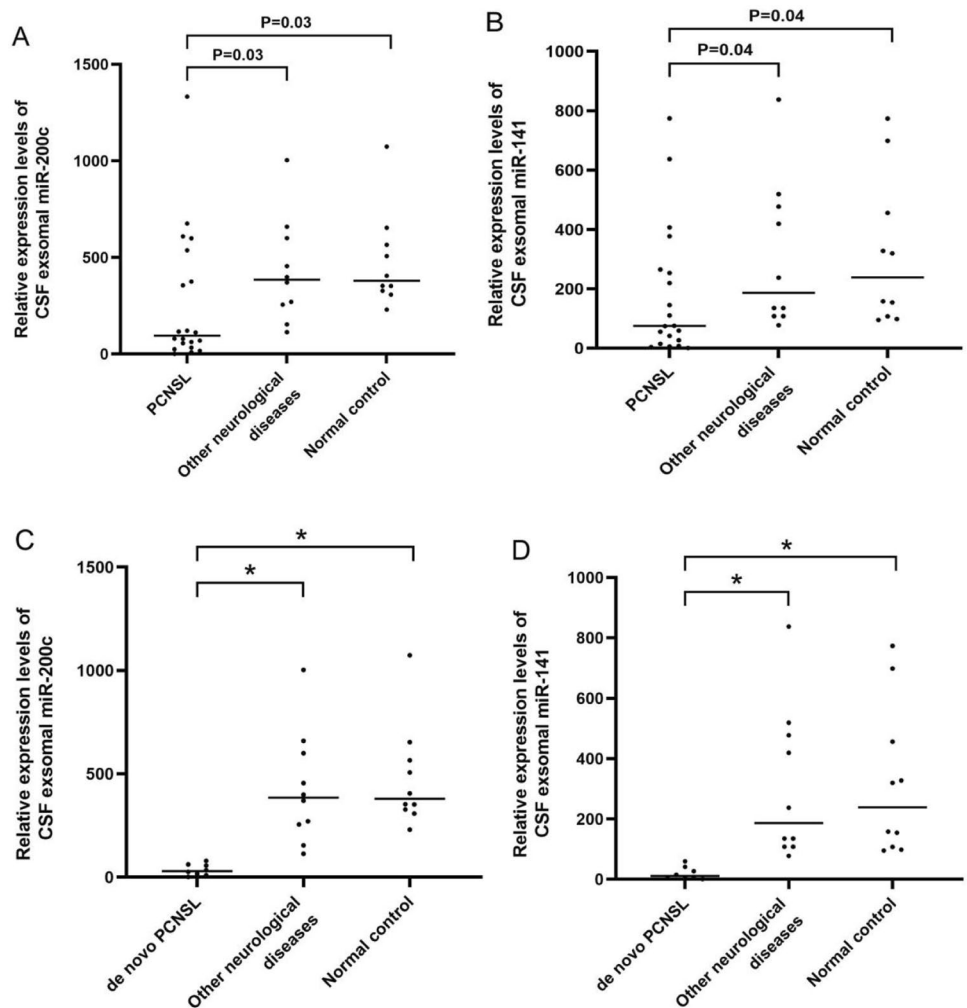 A
P=0.03
P=0.03
Relative expression levels of
CSF exsomal miR-200c
1500
1000
500
0
PCNSL
Other neurological
diseases
Normal control
B
P=0.04
P=0.04
Relative expression levels of
CSF exsomal miR-141
1000
800
600
400
200
0
PCNSL
Other neurological
diseases
Normal control
C
*
*
Relative expression levels of
CSF exsomal miR-200c
1500
1000
500
0
de novo PCNSL
Other neurological
diseases
Normal control
D
*
*
Relative expression levels of
CSF exsomal miR-141
1000
800
600
400
200
0
de novo PCNSL
Other neurological
diseases
Normal control